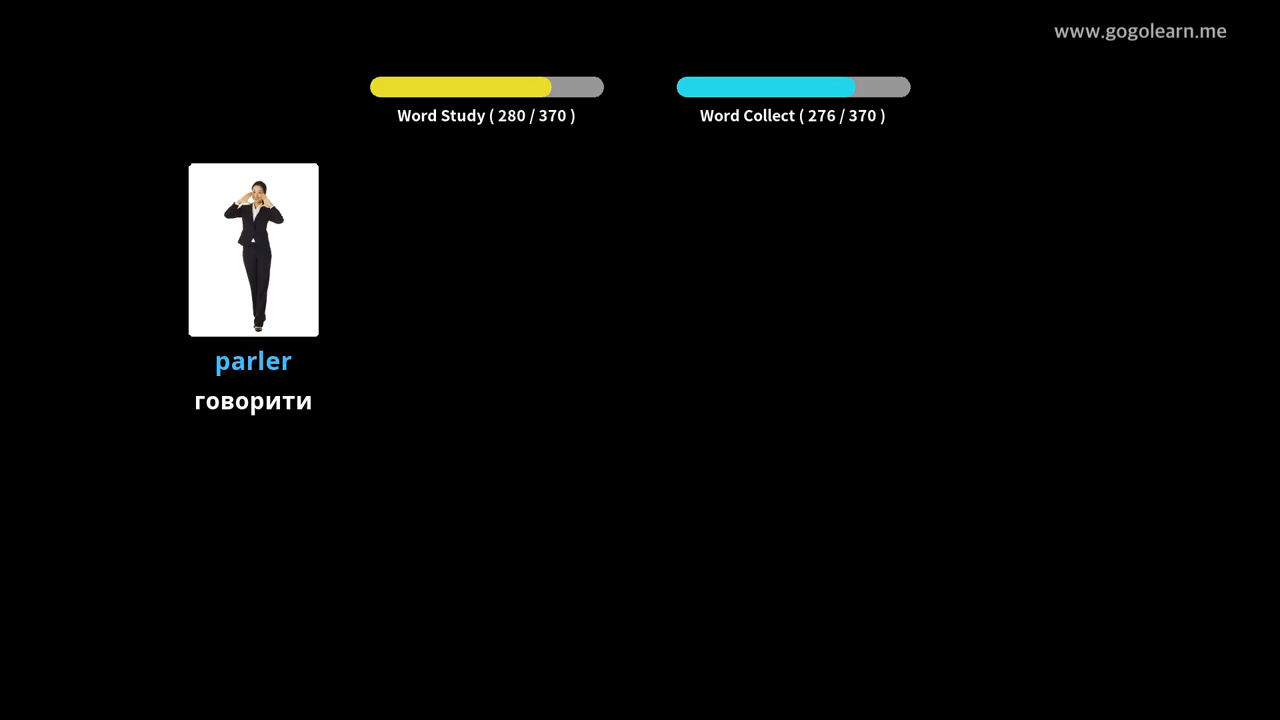 www.gogolearn.me
Word Study ( 280 / 370 )
Word Collect ( 276 / 370 )
parler
говорити